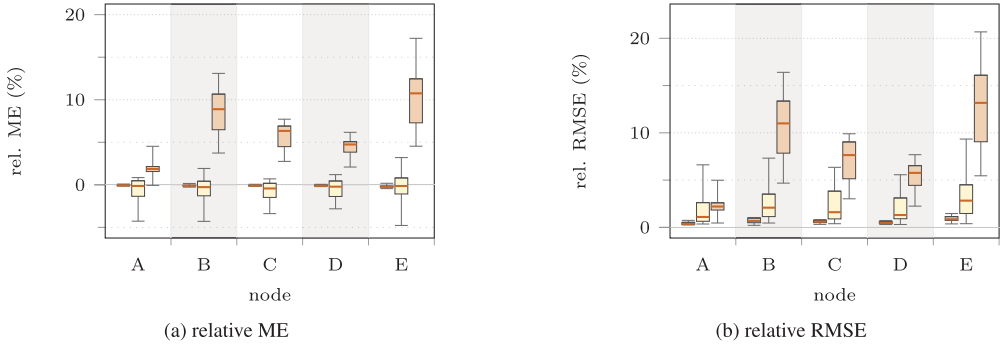 20
10
0
rel. ME (%)
A B C D E
node
(a) relative ME
20
10
0
rel. RMSE (%)
A B C D E
node
(b) relative RMSE